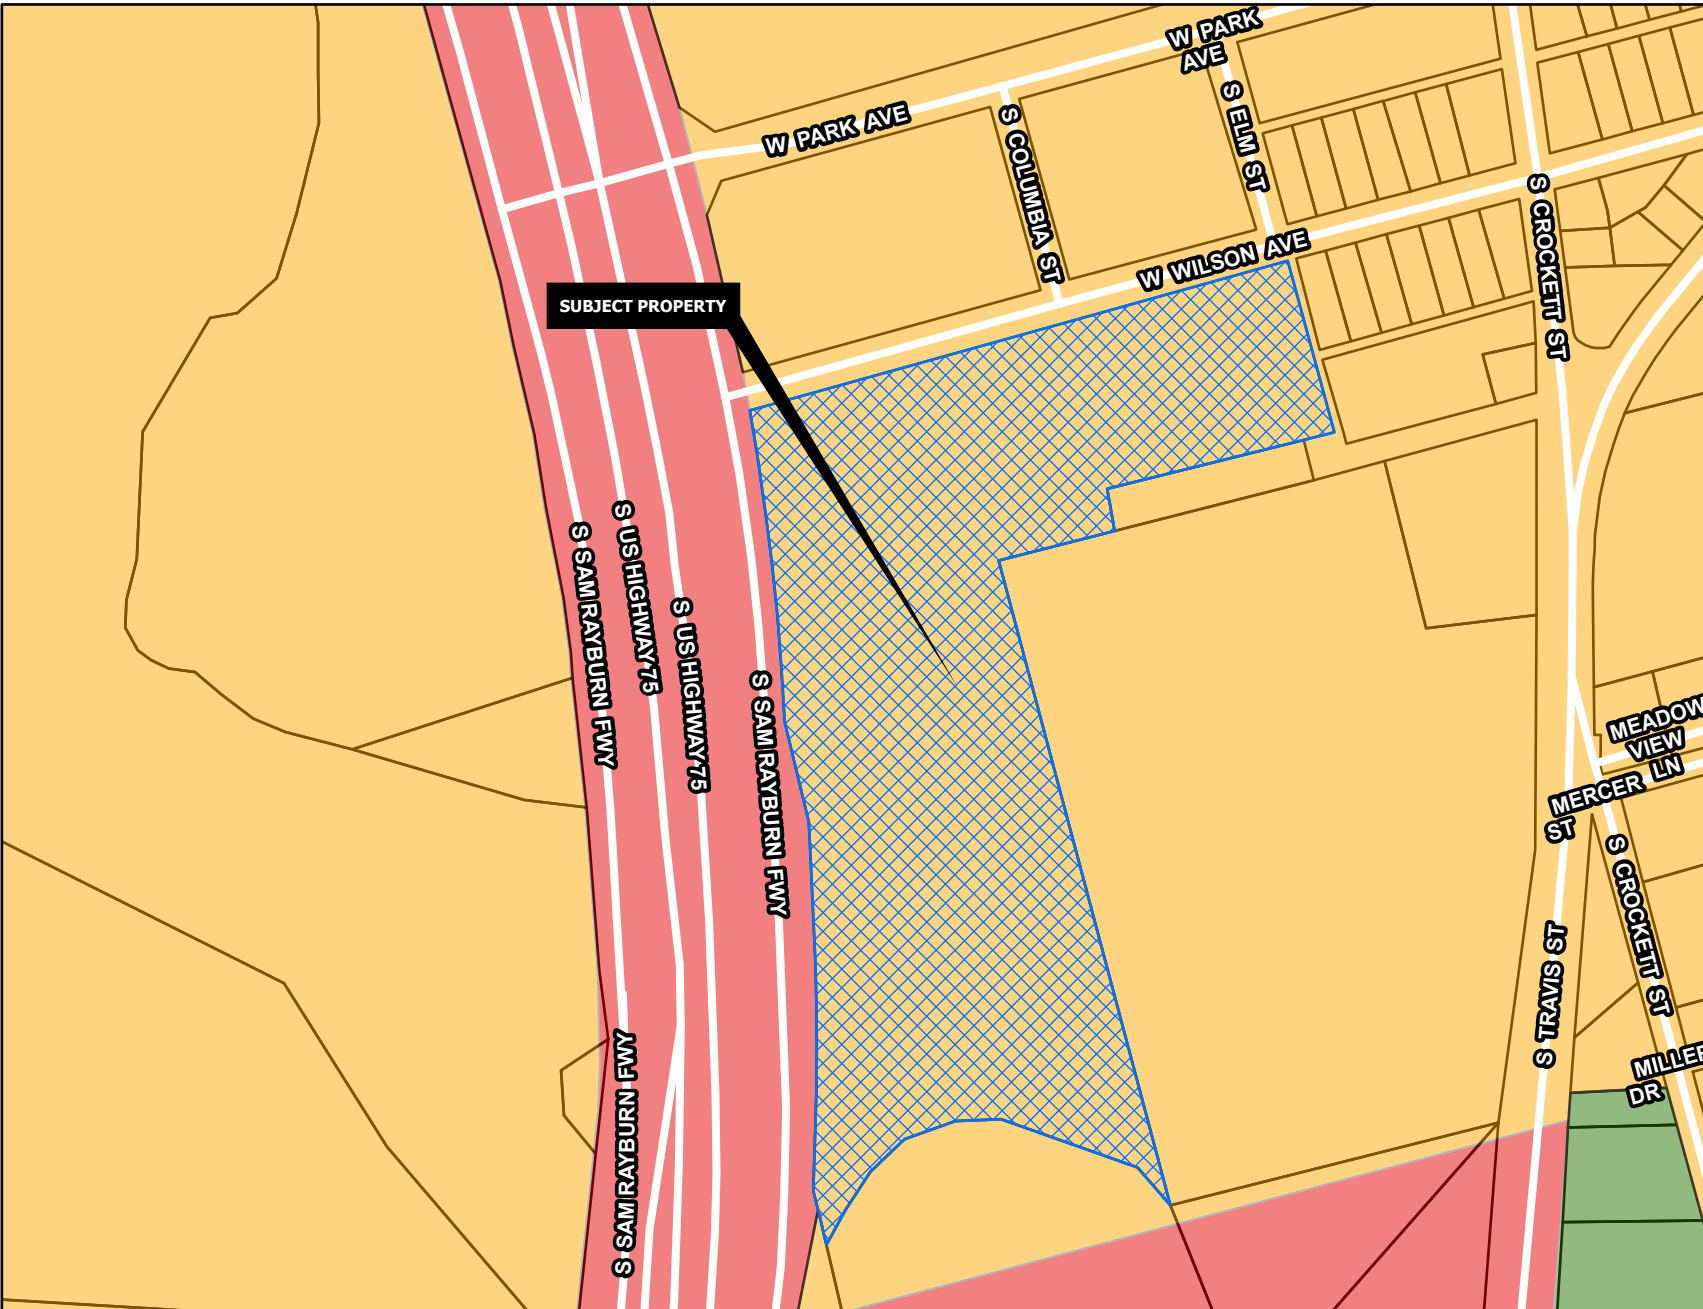 W PARK
AVE
W PARK AVE
S COLUMBIA ST
S ELM ST
W WILSON AVE
S CROCKETT ST
SUBJECT PROPERTY
S SAM RAYBURN FWY
S US HIGHWAY 75
S US HIGHWAY 75
S SAM RAYBURN FWY
MEADOW
VIEW
MERCER LN
ST
S CROCKETT ST
S TRAVIS ST
S SAM RAYBURN FWY
MILLER
DR